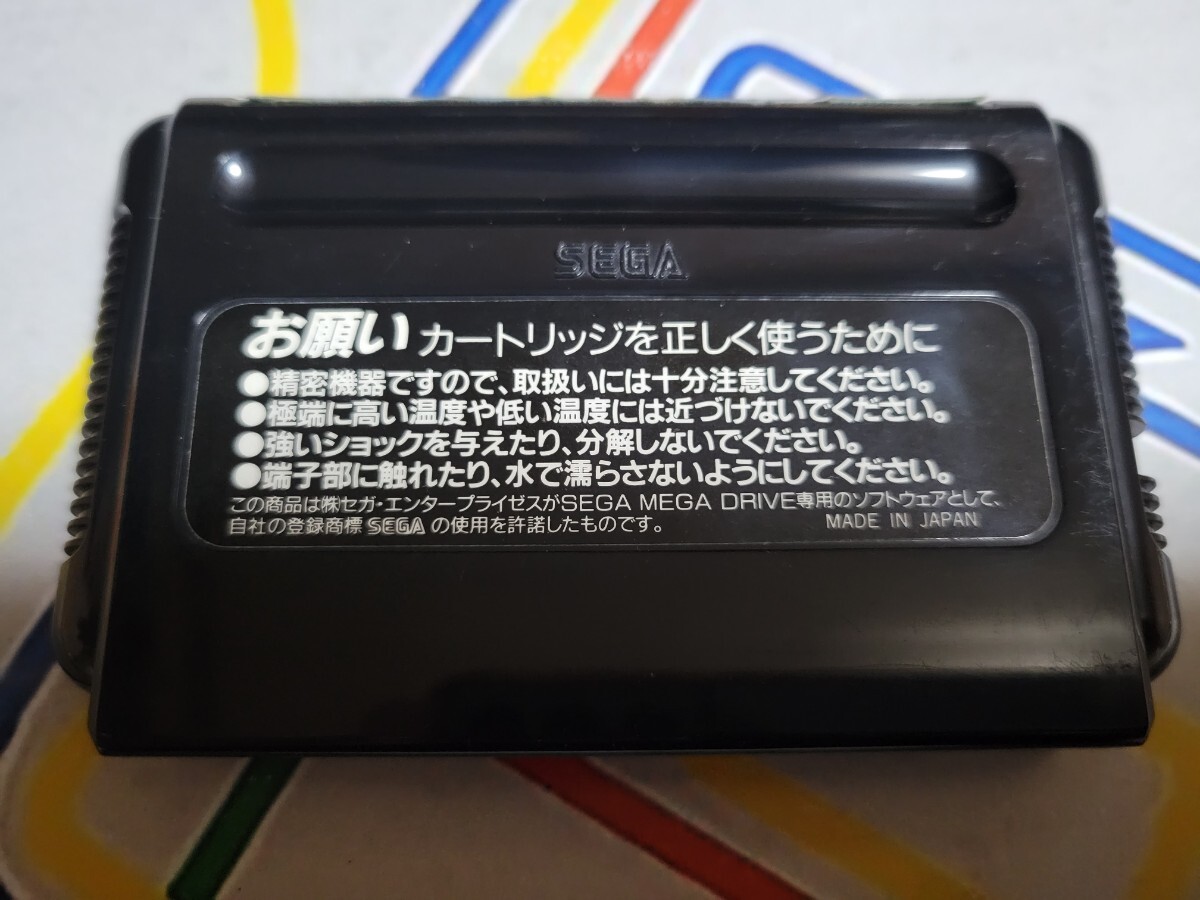 SEGA
お願い カートリッジを正しく使うために
●精密機器ですので、取扱いには十分注意してください。
●極端に高い温度や低い温度には近づけないでください。
●強いショックを与えたり、分解しないでください。
●端子部に触れたり、水で濡らさないようにしてください。
この商品は㈱セガ・エンタープライゼスがSEGA MEGA DRIVE専用のソフトウェアとして、
自社の登録商標 SEGA の使用を許諾したものです。 MADE IN JAPAN